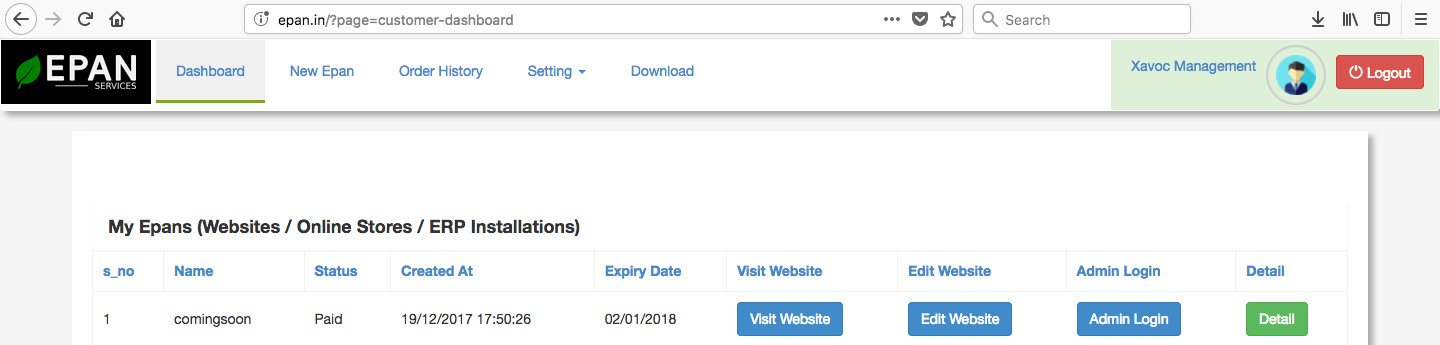 epan.in/?page=customer-dashboard
Search
EPAN
SERVICES
Dashboard
New Epan
Order History
Setting
Download
Xavoc Management
Logout
My Epans (Websites / Online Stores / ERP Installations)
s_no Name Status Created At Expiry Date Visit Website Edit Website Admin Login Detail
1 comingsoon Paid 19/12/2017 17:50:26 02/01/2018 Visit Website Edit Website Admin Login Detail